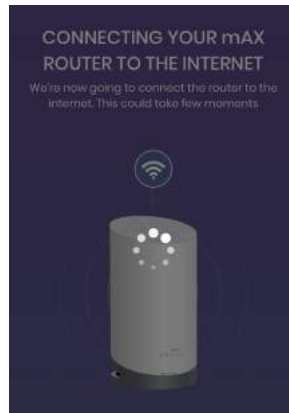 CONNECTING YOUR mAX
ROUTER TO THE INTERNET
We're now going to connect the router to the
internet. This could take few moments